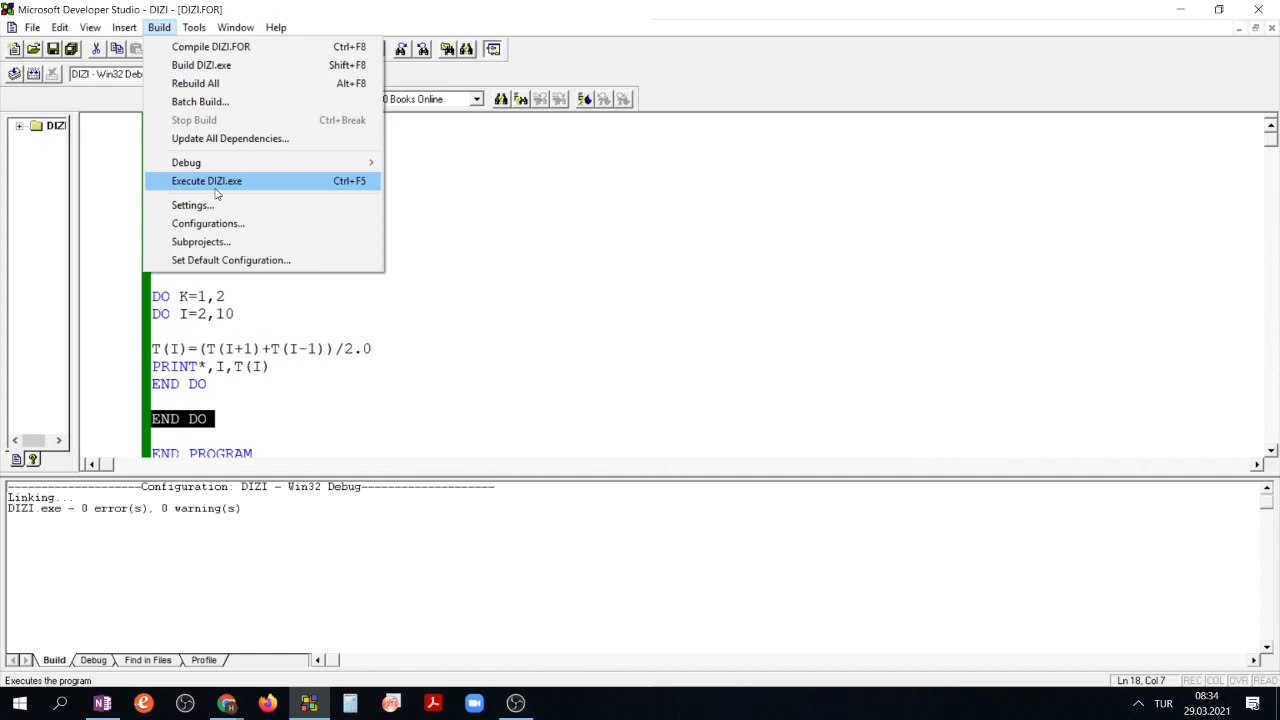 Microsoft Developer Studio - DIZI - [DIZI.FOR]
File Edit View Insert Build Tools Window Help
Compile DIZI.FOR Ctrl+F8
Build DIZI.exe Shift+F8
DIZI - Win32 Deb
Rebuild All Alt+F8
Batch Build...
0 Books Online
Stop Build Ctrl+Break
DIZI
Update All Dependencies...
Debug
Execute DIZI.exe Ctrl+F5
Settings...
Configurations...
Subprojects...
Set Default Configuration...
DO K=1,2
DO I=2,10
T(I)=(T(I+1)+T(I-1))/2.0
PRINT*,I,T(I)
END DO
END DO
END PROGRAM
--------------------Configuration: DIZI - Win32 Debug--------------------
Linking...
DIZI.exe - 0 error(s), 0 warning(s)
Build Debug Find in Files Profile
Executes the program
Ln 18, Col 7 REC COL OVR READ
TUR
08:34
29.03.2021